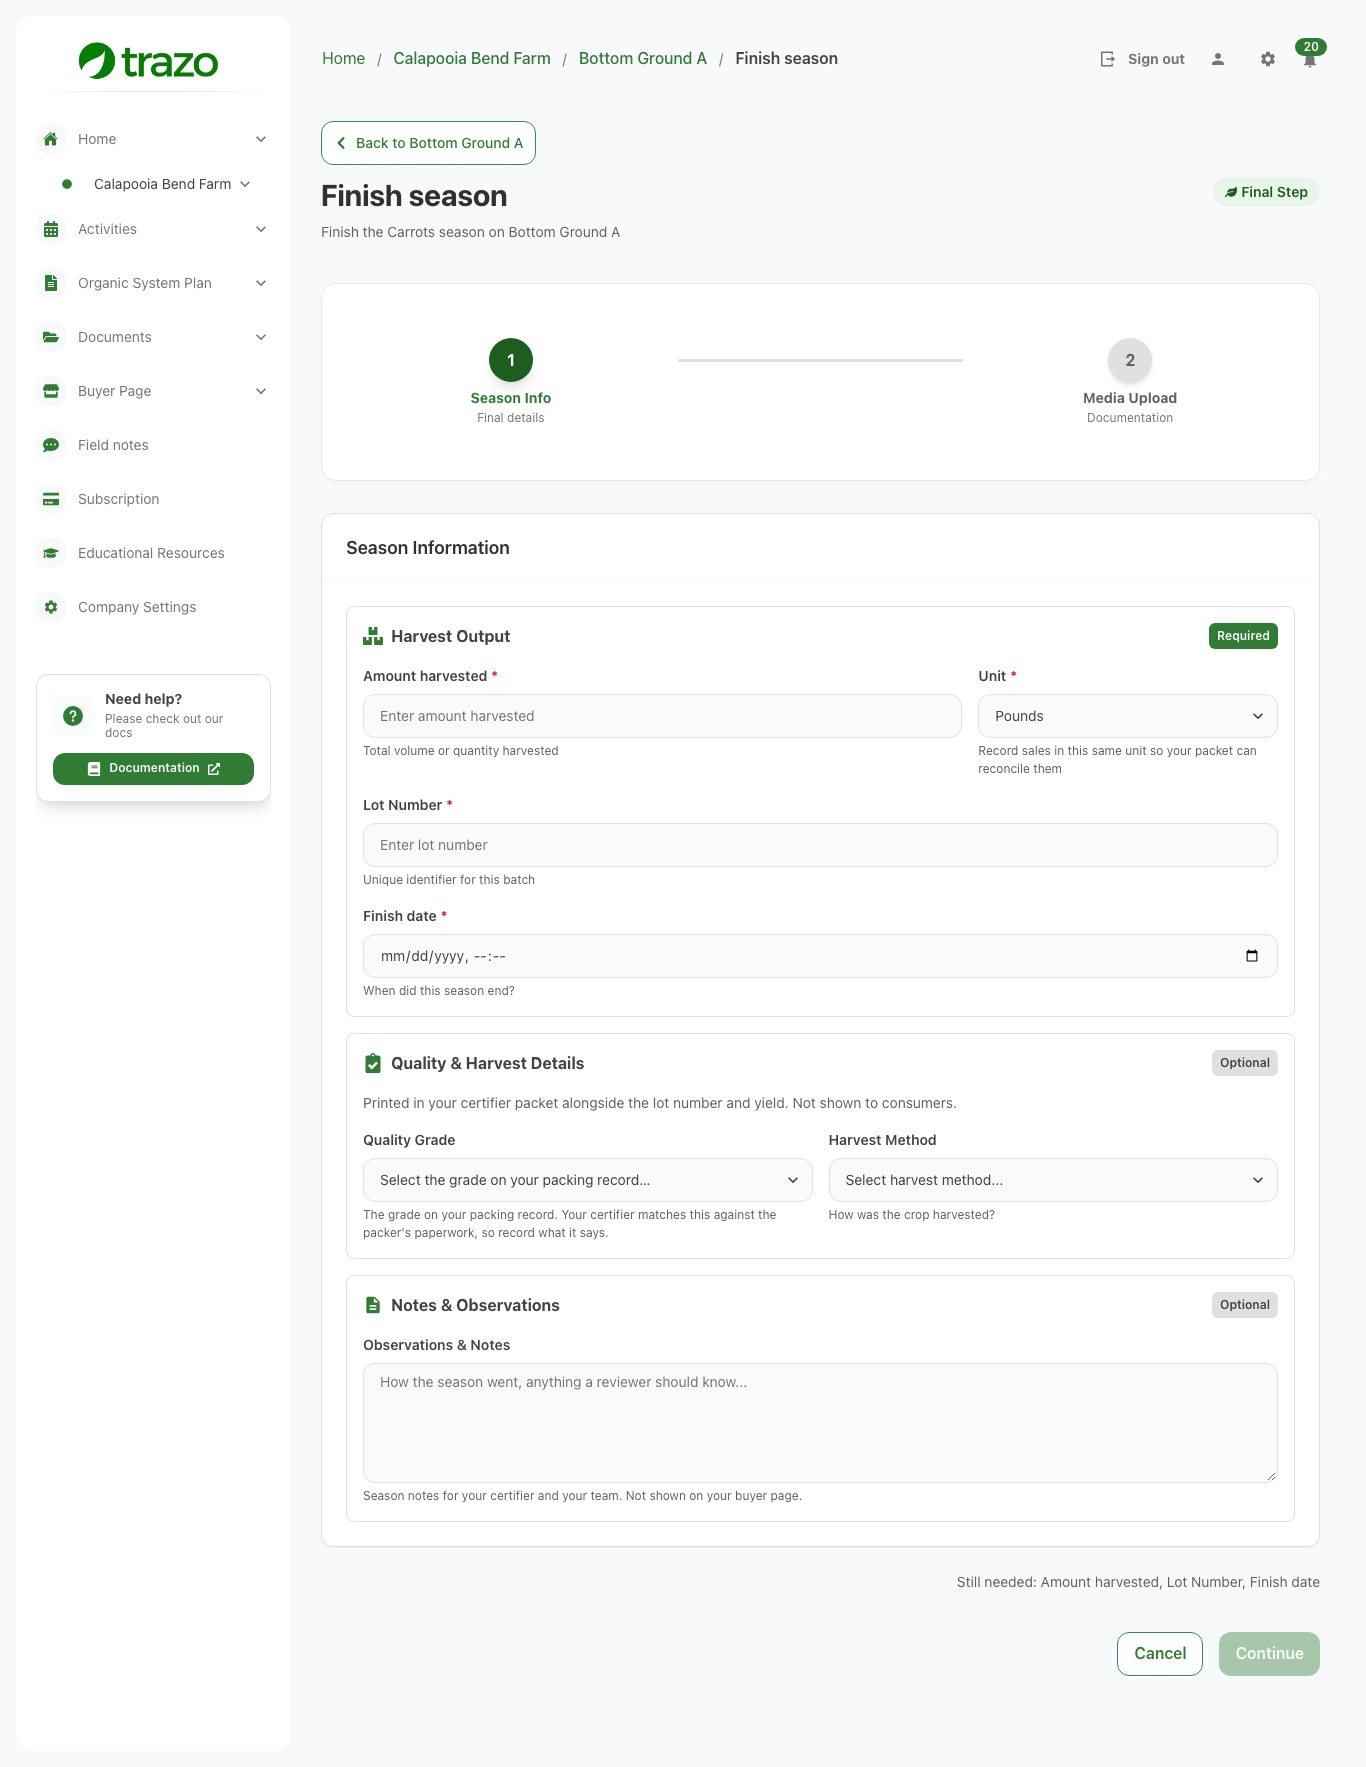 trazo
Home
Calapooia Bend Farm
Activities
Organic System Plan
Documents
Buyer Page
Field notes
Subscription
Educational Resources
Company Settings
Need help?
Please check out our
docs
Documentation
Home / Calapooia Bend Farm / Bottom Ground A / Finish season
Sign out
20
Back to Bottom Ground A
Finish season
Final Step
Finish the Carrots season on Bottom Ground A
1
Season Info
Final details
2
Media Upload
Documentation
Season Information
Harvest Output
Required
Amount harvested *
Unit *
Enter amount harvested
Pounds
Total volume or quantity harvested
Record sales in this same unit so your packet can
reconcile them
Lot Number *
Enter lot number
Unique identifier for this batch
Finish date *
mm/dd/yyyy, --:--
When did this season end?
Quality & Harvest Details
Optional
Printed in your certifier packet alongside the lot number and yield. Not shown to consumers.
Quality Grade
Harvest Method
Select the grade on your packing record...
Select harvest method...
The grade on your packing record. Your certifier matches this against the
packer's paperwork, so record what it says.
How was the crop harvested?
Notes & Observations
Optional
Observations & Notes
How the season went, anything a reviewer should know...
Season notes for your certifier and your team. Not shown on your buyer page.
Still needed: Amount harvested, Lot Number, Finish date
Cancel
Continue